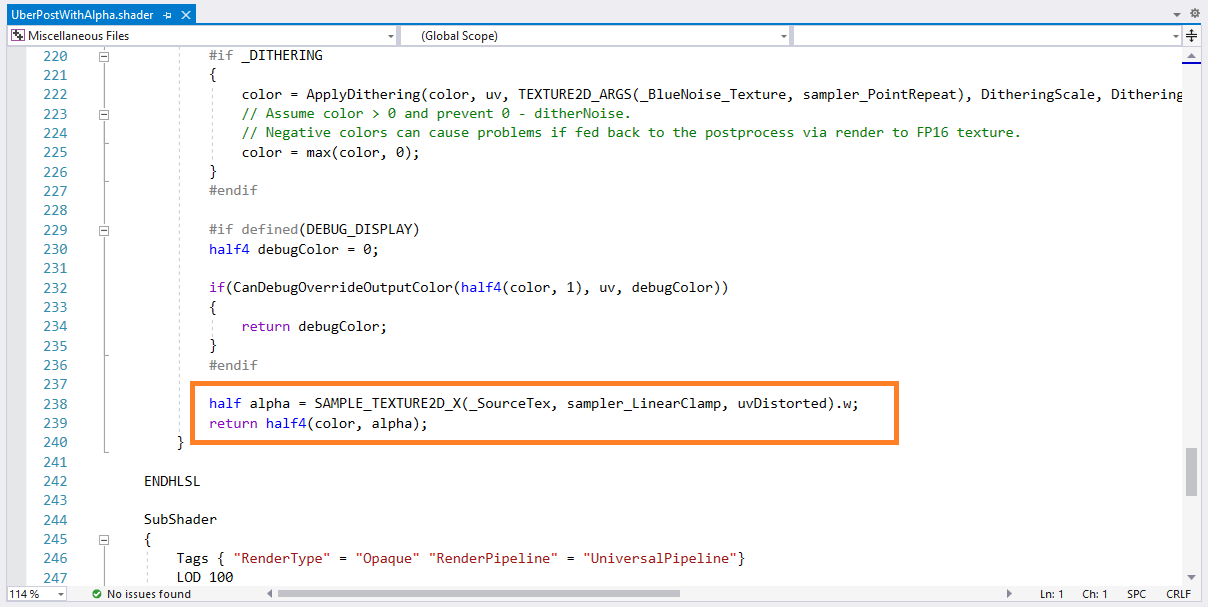 UberPostWithAlpha.shader
Miscellaneous Files (Global Scope)
220 #if _DITHERING
221 {
222 color = ApplyDithering(color, uv, TEXTURE2D_ARGS(_BlueNoise_Texture, sampler_PointRepeat), DitheringScale, Dithering
223 // Assume color > 0 and prevent 0 - ditherNoise.
224 // Negative colors can cause problems if fed back to the postprocess via render to FP16 texture.
225 color = max(color, 0);
226 }
227 #endif
228
229 #if defined(DEBUG_DISPLAY)
230 half4 debugColor = 0;
231
232 if(CanDebugOverrideOutputColor(half4(color, 1), uv, debugColor))
233 {
234 return debugColor;
235 }
236 #endif
237
238 half alpha = SAMPLE_TEXTURE2D_X(_SourceTex, sampler_LinearClamp, uvDistorted).w;
239 return half4(color, alpha);
240 }
241
242 ENDHLSL
243
244 SubShader
245 {
246 Tags { "RenderType" = "Opaque" "RenderPipeline" = "UniversalPipeline"}
247 LOD 100
114 % No issues found Ln: 1 Ch: 1 SPC CRLF